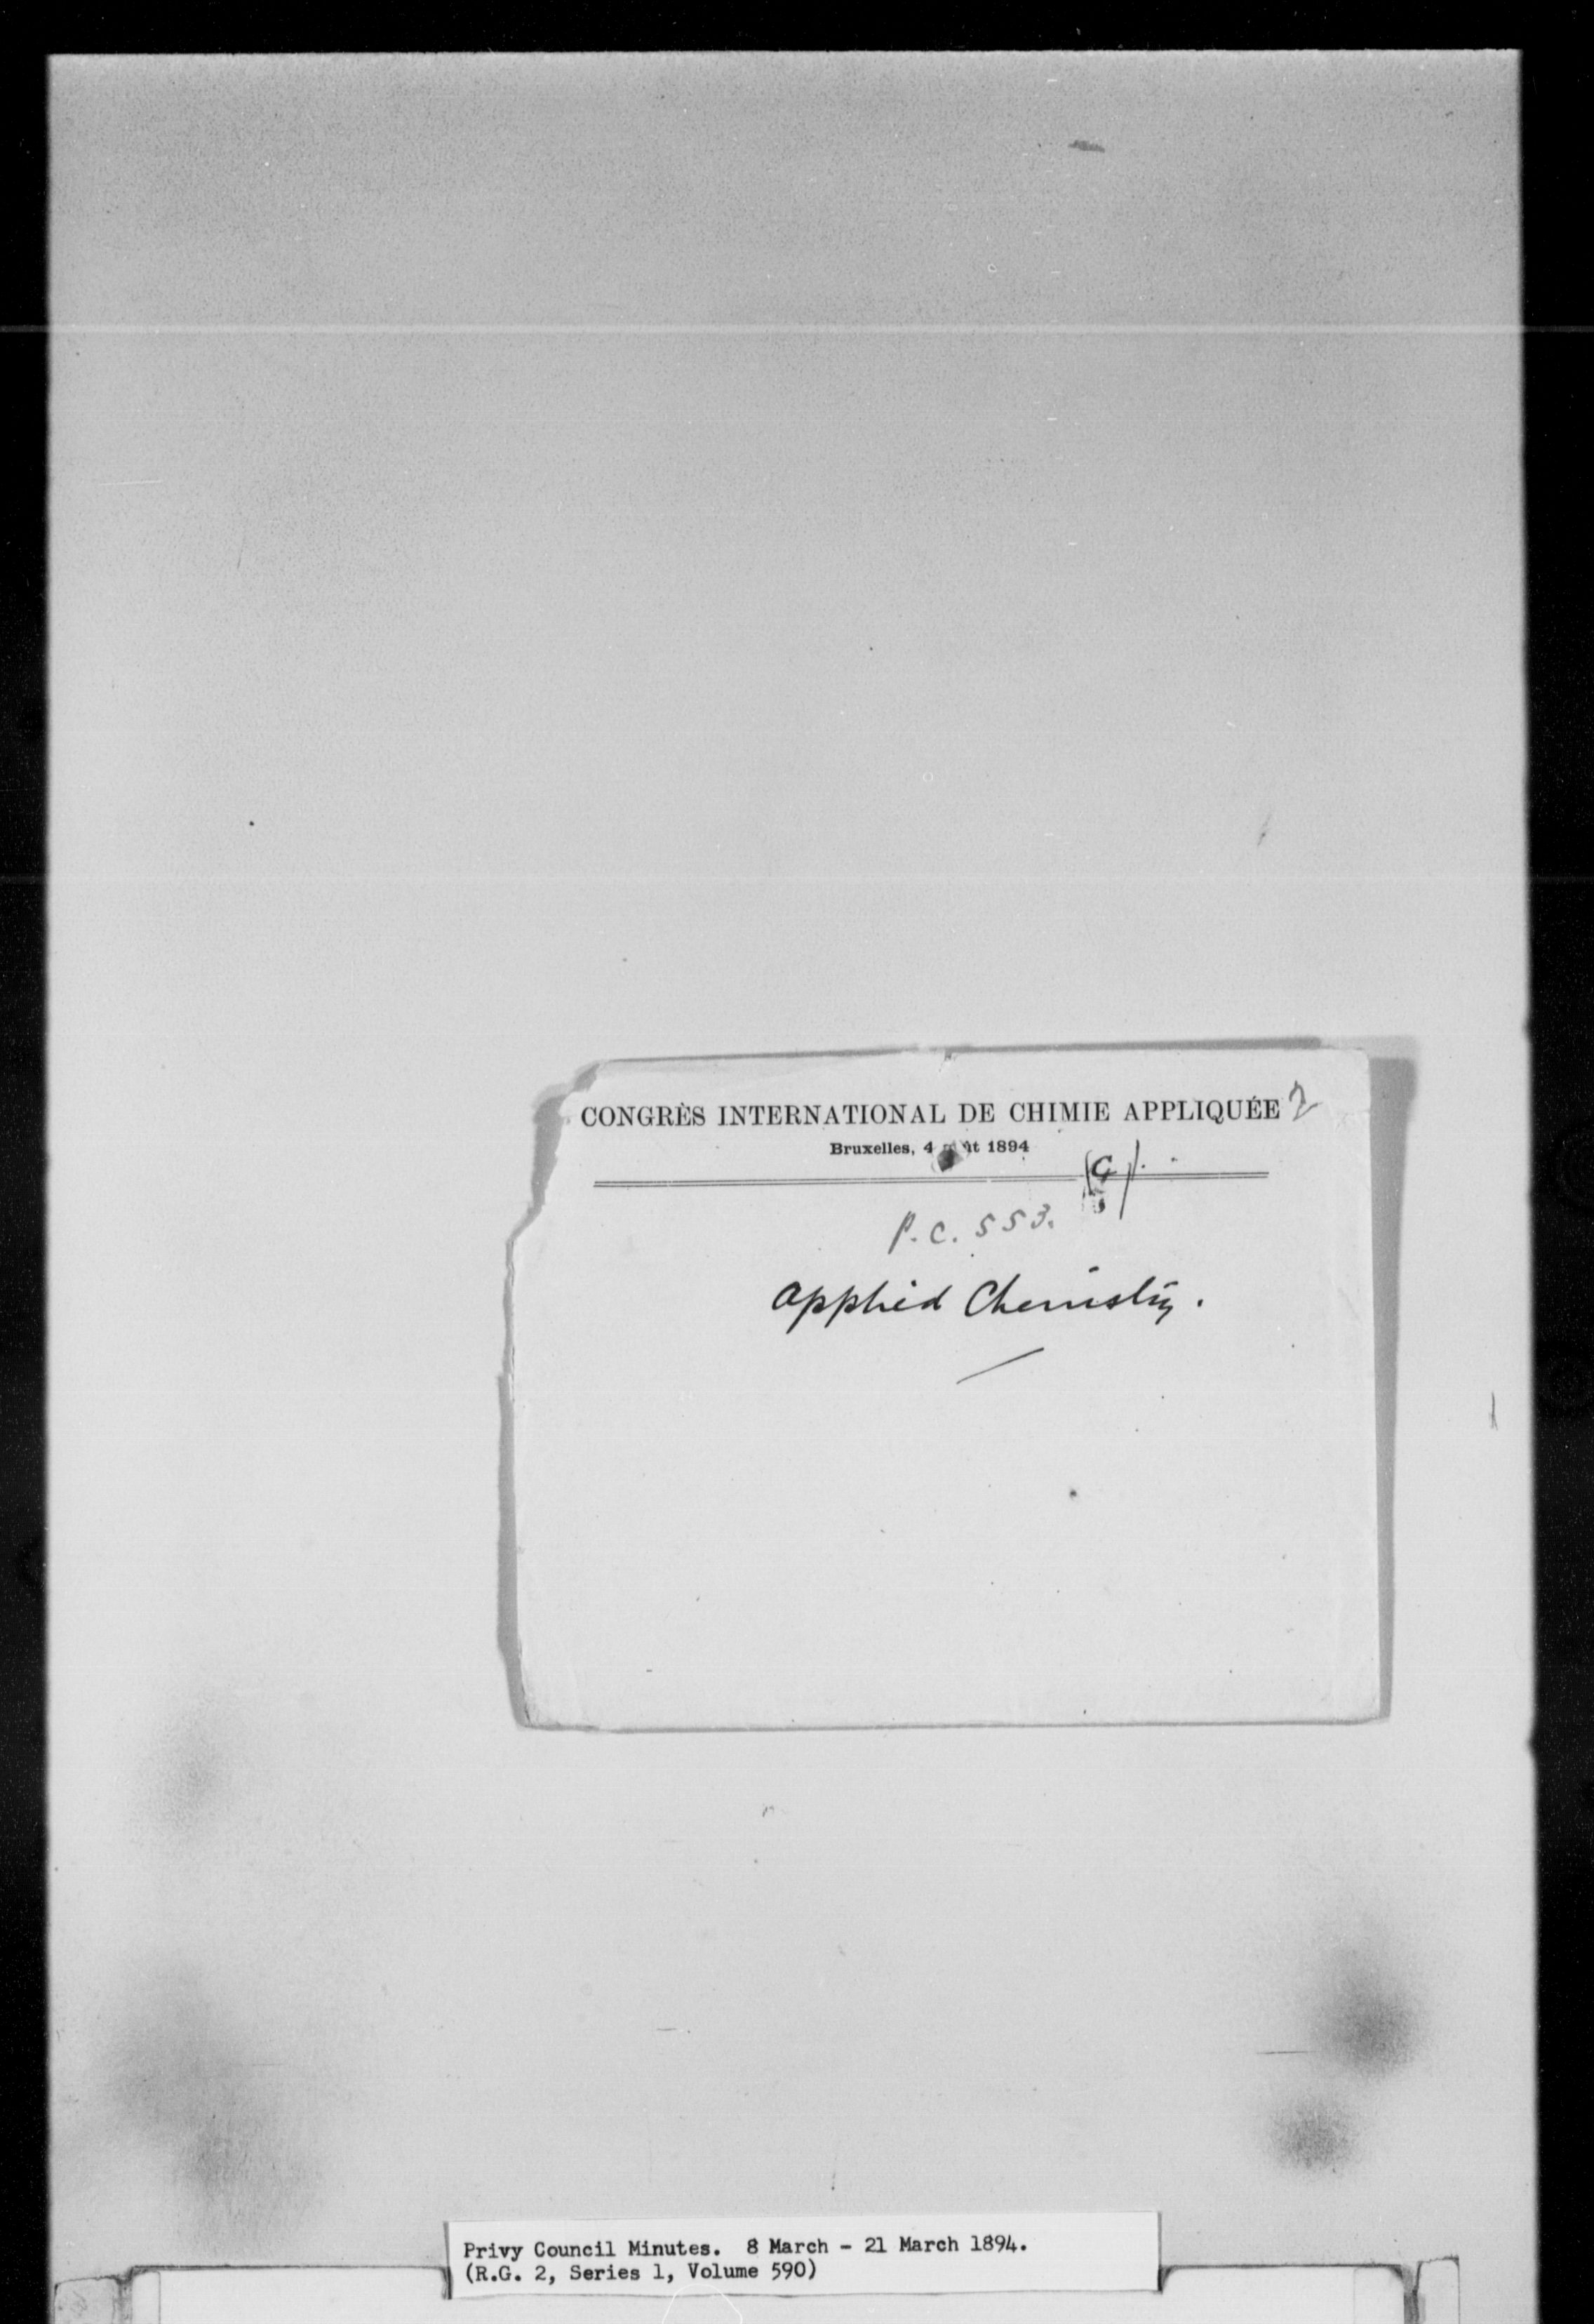 CONGRÈS INTERNATIONAL DE CHIMIE APPLIQUÉE 2
Bruxelles, 4 août 1894
(G)
P.C. 553.
Applied Chemistry.
Privy Council Minutes. 8 March - 21 March 1894.
(R.G. 2, Series 1, Volume 590)